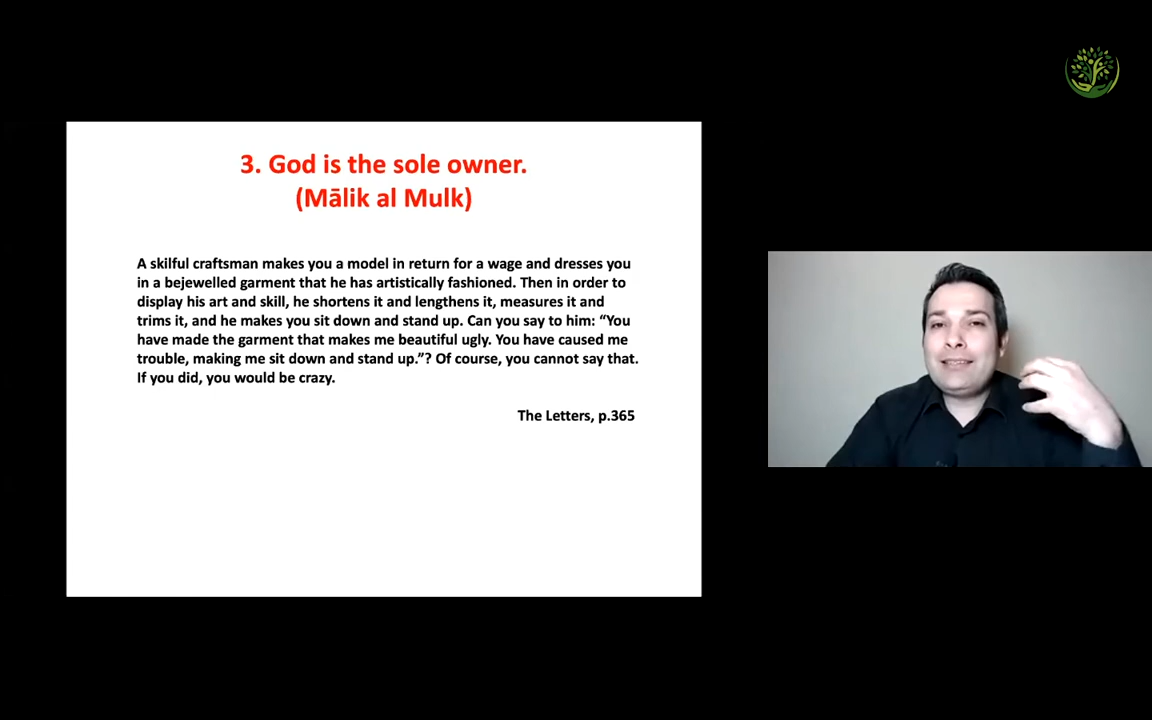 3. God is the sole owner.
(Mālik al Mulk)
A skilful craftsman makes you a model in return for a wage and dresses you
in a bejewelled garment that he has artistically fashioned. Then in order to
display his art and skill, he shortens it and lengthens it, measures it and
trims it, and he makes you sit down and stand up. Can you say to him: “You
have made the garment that makes me beautiful ugly. You have caused me
trouble, making me sit down and stand up.”? Of course, you cannot say that.
If you did, you would be crazy.
The Letters, p.365